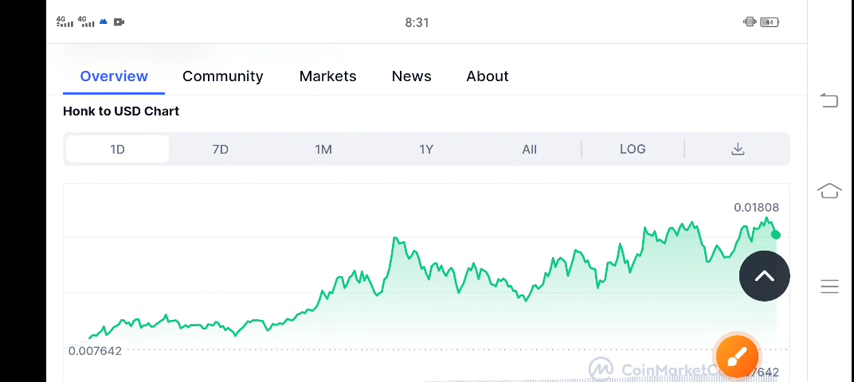 4G 4G 8:31 44
Overview Community Markets News About
Honk to USD Chart
1D 7D 1M 1Y All LOG
0.01808
0.007642
CoinMarketC 7642